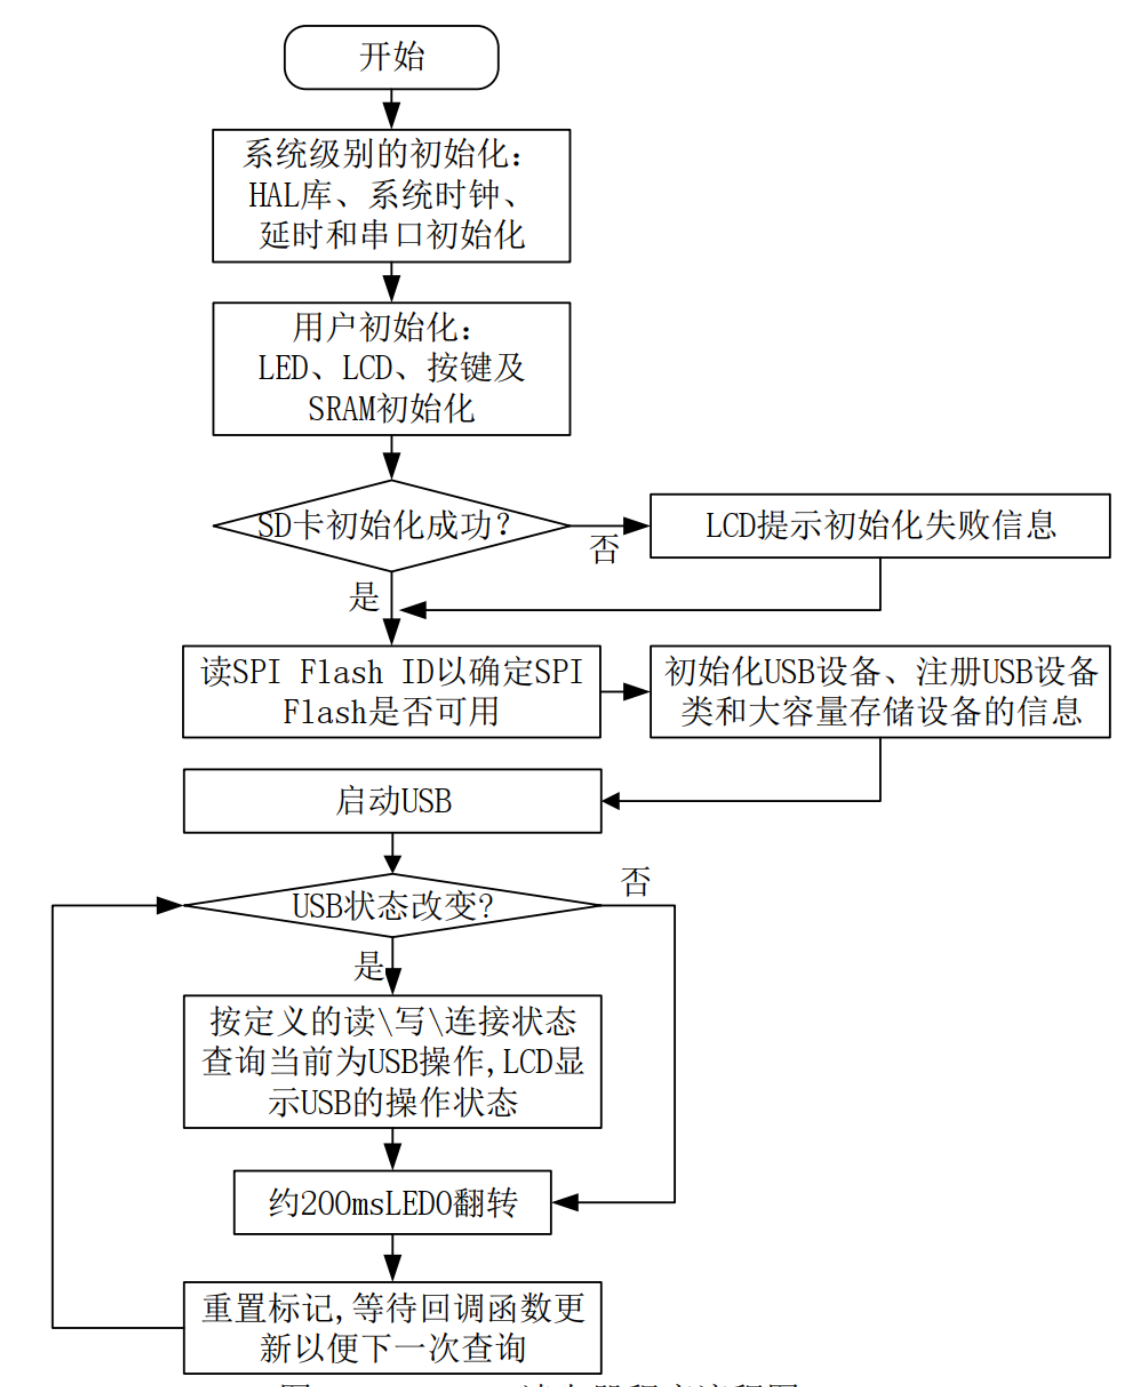 开始
系统级别的初始化：
HAL库、系统时钟、
延时和串口初始化
用户初始化：
LED、LCD、按键及
SRAM初始化
SD卡初始化成功？
否
LCD提示初始化失败信息
是
读SPI Flash ID以确定SPI
Flash是否可用
初始化USB设备、注册USB设备
类和大容量存储设备的信息
启动USB
USB状态改变?
否
是
按定义的读\写\连接状态
查询当前为USB操作,LCD显
示USB的操作状态
约200msLED0翻转
重置标记,等待回调函数更
新以便下一次查询